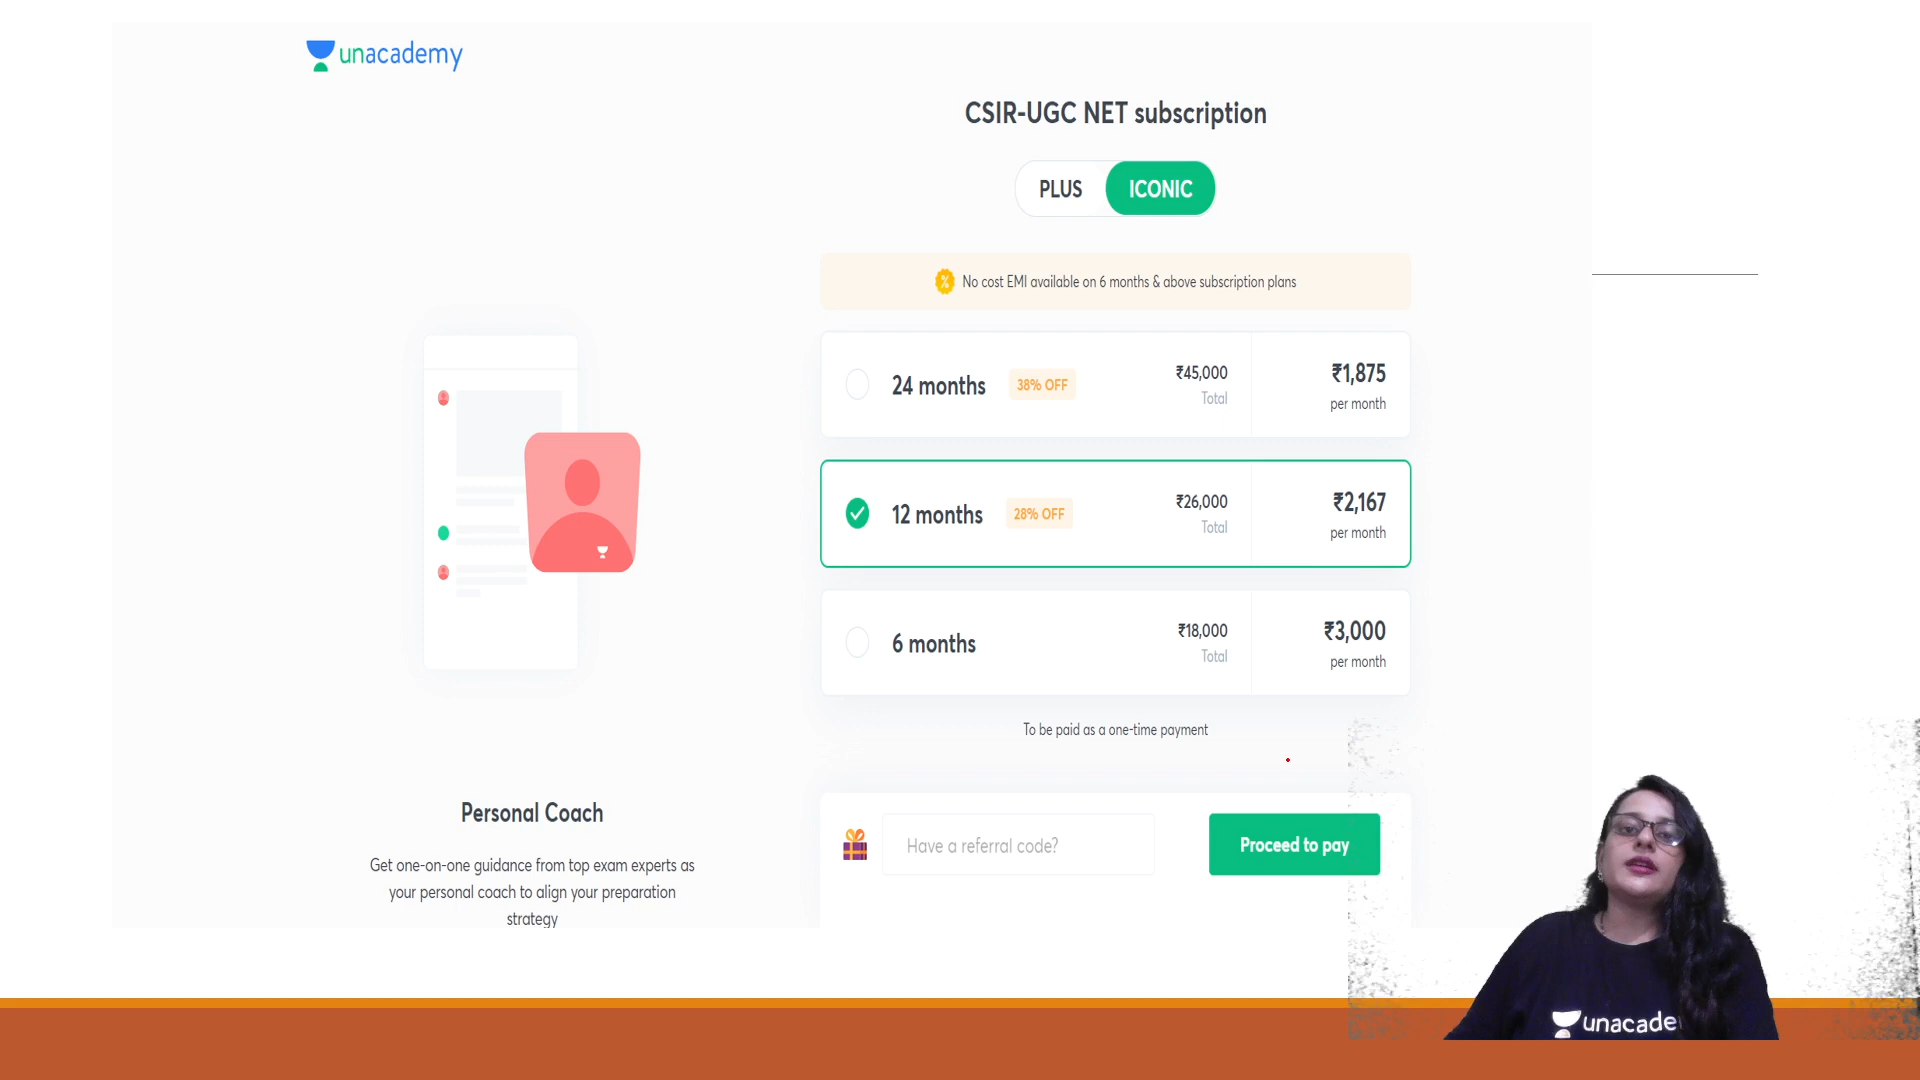 unacademy
CSIR-UGC NET subscription
PLUS
ICONIC
No cost EMI available on 6 months & above subscription plans
24 months 38% OFF ₹45,000 Total ₹1,875 per month
12 months 28% OFF ₹26,000 Total ₹2,167 per month
6 months ₹18,000 Total ₹3,000 per month
To be paid as a one-time payment
Personal Coach
Get one-on-one guidance from top exam experts as
your personal coach to align your preparation
strategy
Have a referral code?
Proceed to pay
unacade